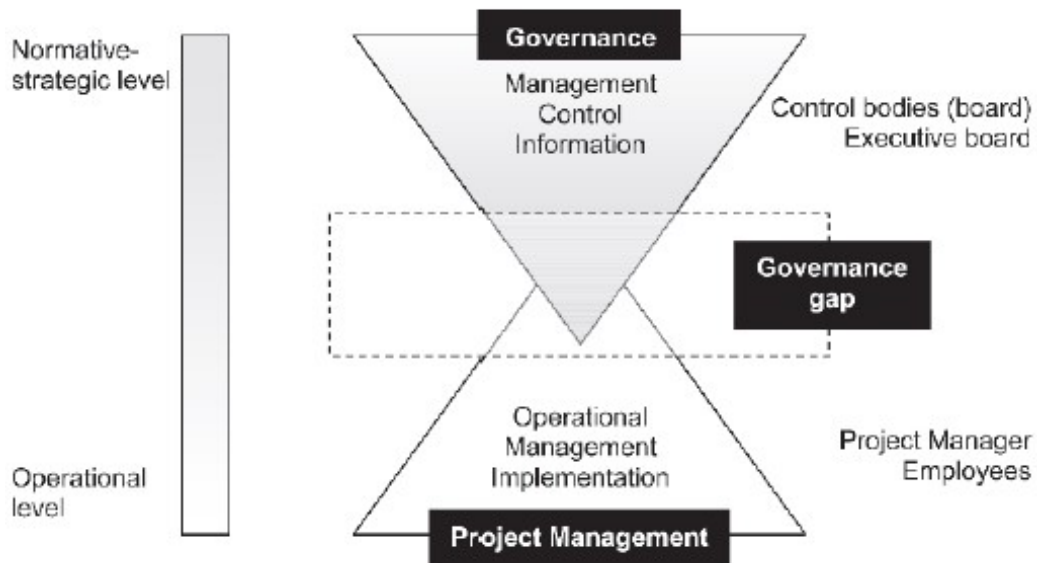 Governance
Normative-
strategic level
Management
Control
Information
Control bodies (board)
Executive board
Governance
gap
Operational
Management
Implementation
Project Manager
Employees
Operational
level
Project Management